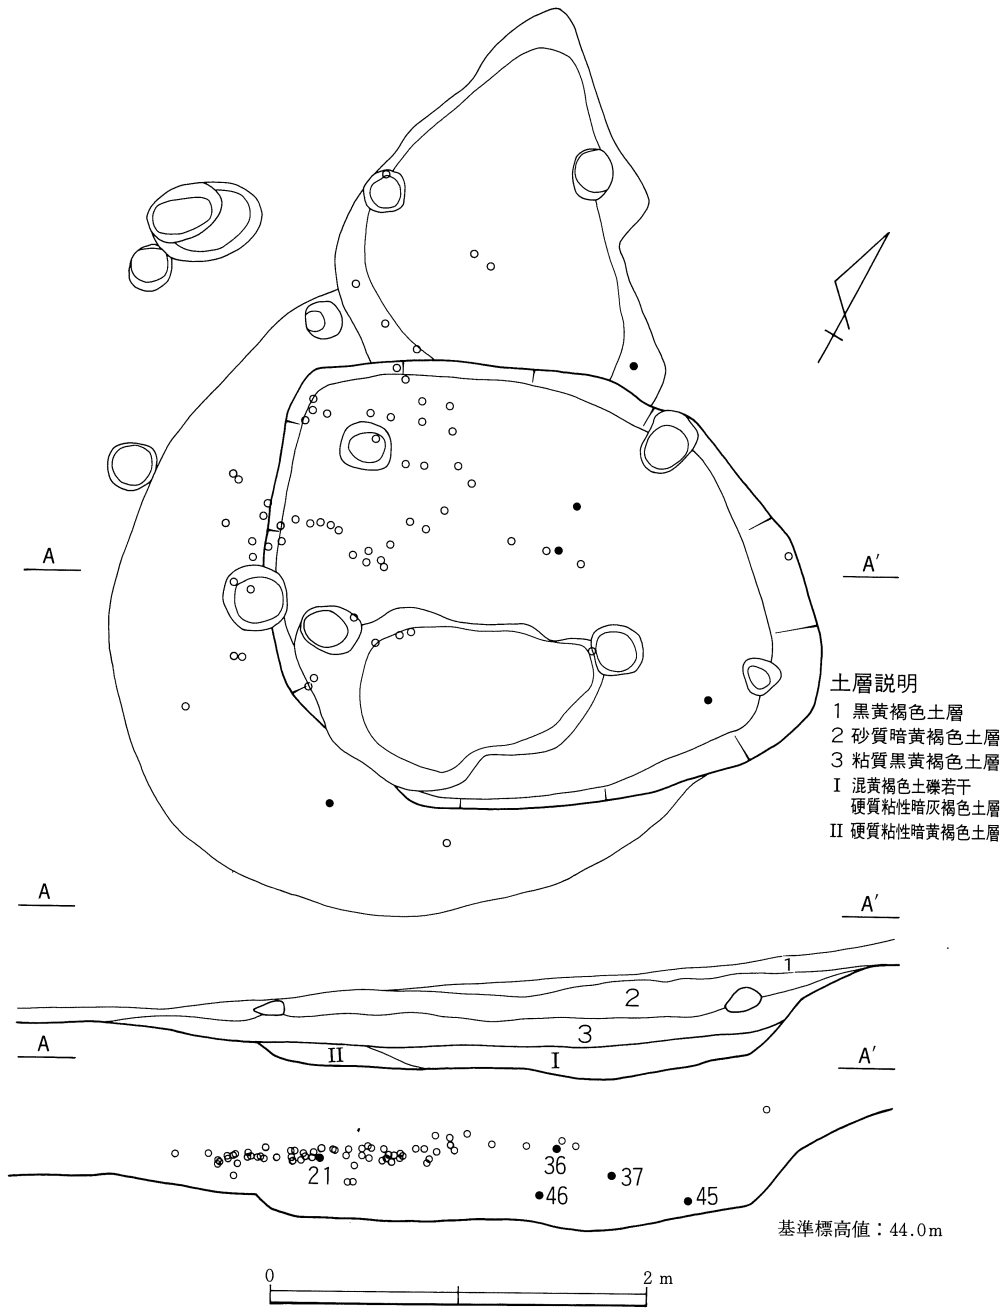 A
A′
土層説明
1 黒黄褐色土層
2 砂質暗黄褐色土層
3 粘質黒黄褐色土層
I 混黄褐色土礫若干
硬質粘性暗灰褐色土層
II 硬質粘性暗黄褐色土層
A
A′
1
2
3
A
II
I
A′
21
36
37
46
45
基準標高値：44.0m
0
2 m